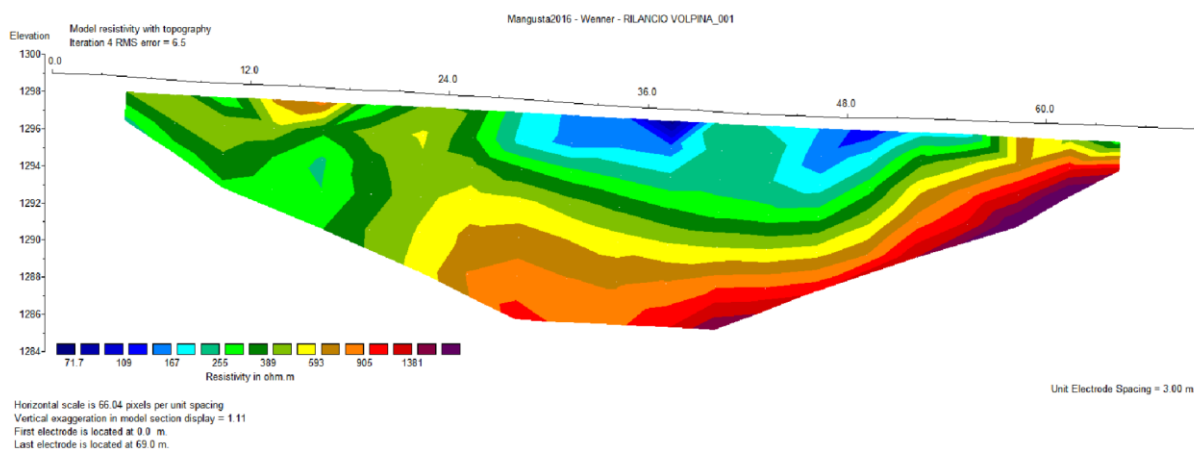 Mangusta2016 - Wenner - RILANCIO VOLPINA_001
Model resistivity with topography
Elevation
Iteration 4 RMS error = 6.5
1300
0.0
12.0
24.0
36.0
48.0
60.0
1298
1296
1294
1292
1290
1288
1286
1284
71.7 109 167 255 389 593 905 1381
Resistivity in ohm.m
Unit Electrode Spacing = 3.00 m
Horizontal scale is 66.04 pixels per unit spacing
Vertical exaggeration in model section display = 1.11
First electrode is located at 0.0 m.
Last electrode is located at 69.0 m.